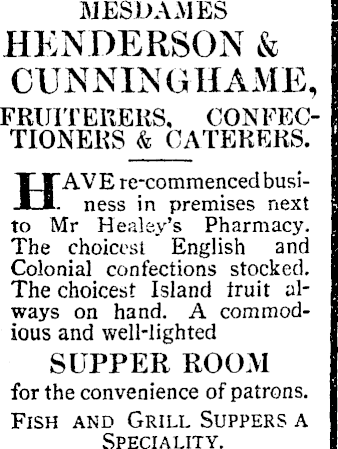 MESDAMES
HENDERSON &
CUNNINGHAME,
FRUITERERS, CONFEC-
TIONERS & CATERERS.
HAVE re-commenced busi-
ness in premises next
to Mr Healey's Pharmacy.
The choicest English and
Colonial confections stocked.
The choicest Island fruit al-
ways on hand. A commod-
ious and well-lighted
SUPPER ROOM
for the convenience of patrons.
FISH AND GRILL SUPPERS A
SPECIALITY.